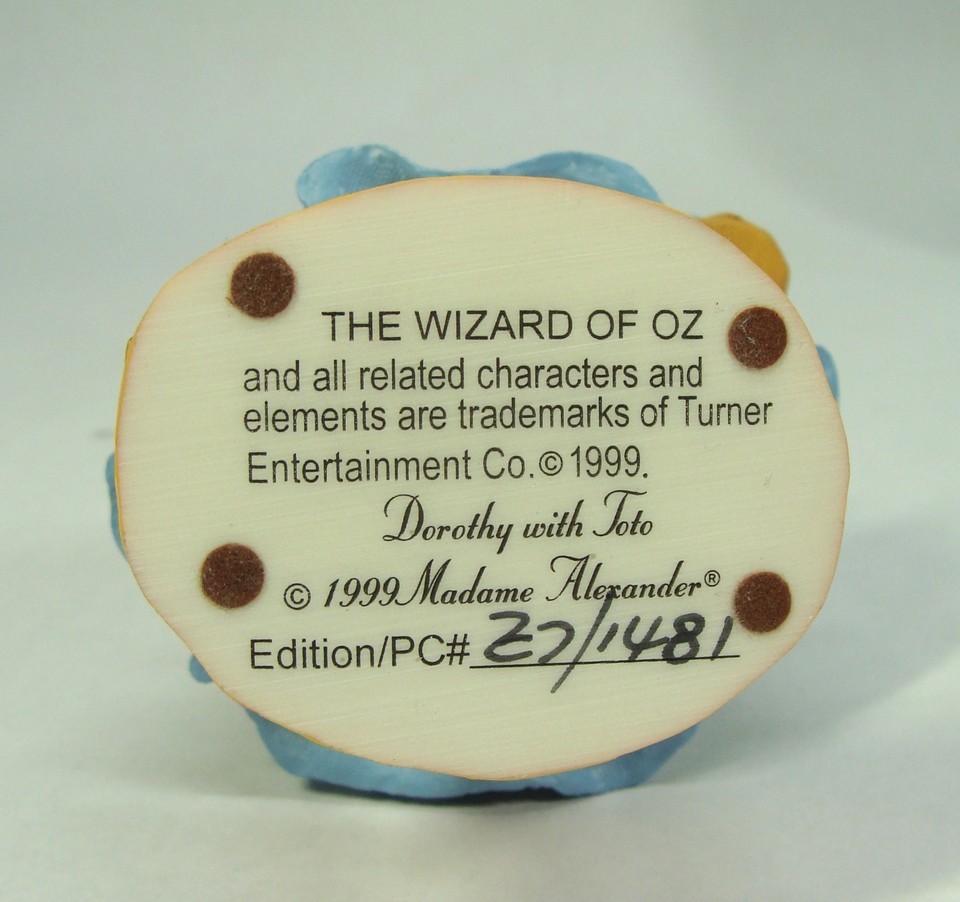 THE WIZARD OF OZ
and all related characters and
elements are trademarks of Turner
Entertainment Co.©1999.
Dorothy with Toto
© 1999 Madame Alexander®
Edition/PC# 27/1481